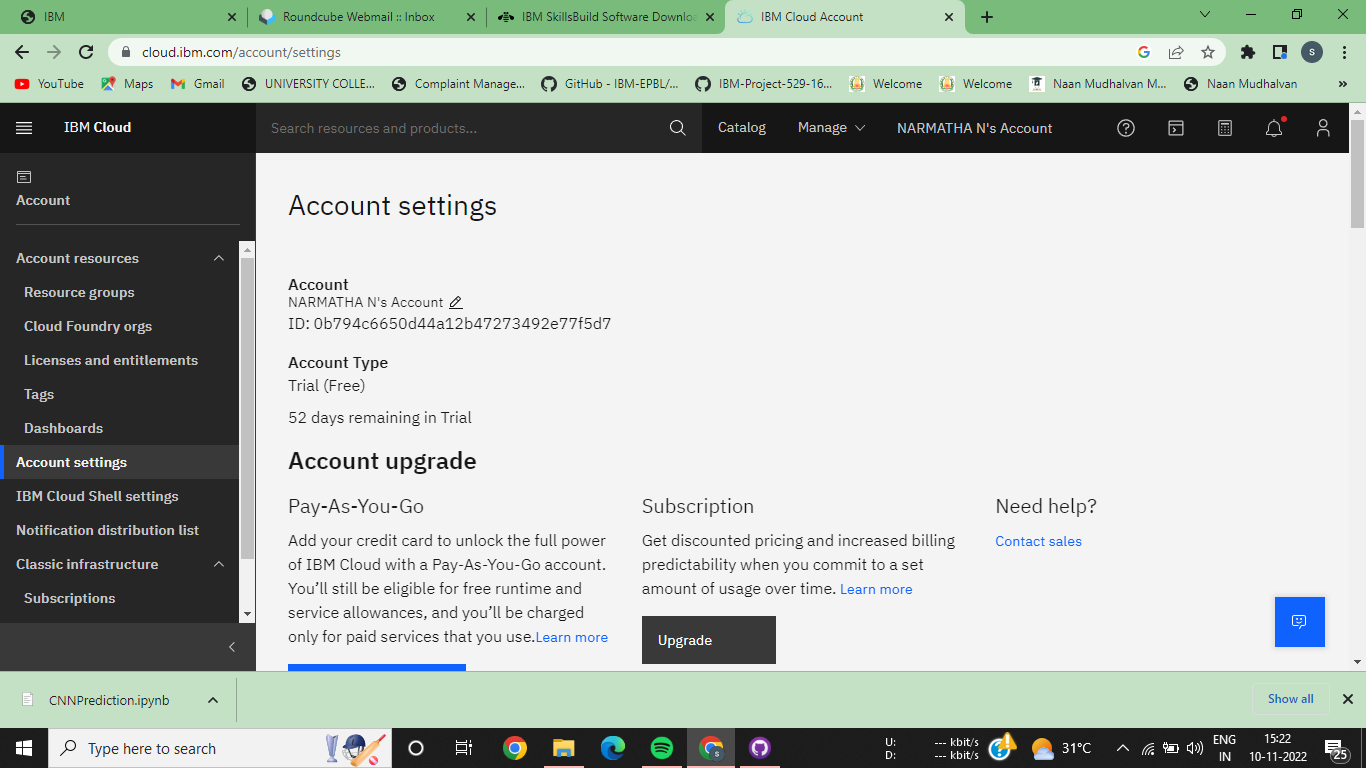 IBM
Roundcube Webmail :: Inbox
IBM SkillsBuild Software Downloa
IBM Cloud Account
cloud.ibm.com/account/settings
S
YouTube
Maps
Gmail
UNIVERSITY COLLE...
Complaint Manage...
GitHub - IBM-EPBL/...
IBM-Project-529-16...
Welcome
Welcome
Naan Mudhalvan M...
Naan Mudhalvan
IBM Cloud
Search resources and products...
Catalog
Manage
NARMATHA N's Account
Account
Account resources
Resource groups
Cloud Foundry orgs
Licenses and entitlements
Tags
Dashboards
Account settings
IBM Cloud Shell settings
Notification distribution list
Classic infrastructure
Subscriptions
Account settings
Account
NARMATHA N's Account
ID: 0b794c6650d44a12b47273492e77f5d7
Account Type
Trial (Free)
52 days remaining in Trial
Account upgrade
Pay-As-You-Go
Add your credit card to unlock the full power
of IBM Cloud with a Pay-As-You-Go account.
You’ll still be eligible for free runtime and
service allowances, and you’ll be charged
only for paid services that you use.Learn more
Subscription
Get discounted pricing and increased billing
predictability when you commit to a set
amount of usage over time. Learn more
Upgrade
Need help?
Contact sales
CNNPrediction.ipynb
Show all
Type here to search
S
U: --- kbit/s
D: --- kbit/s
31°C
ENG
IN
15:22
10-11-2022
25